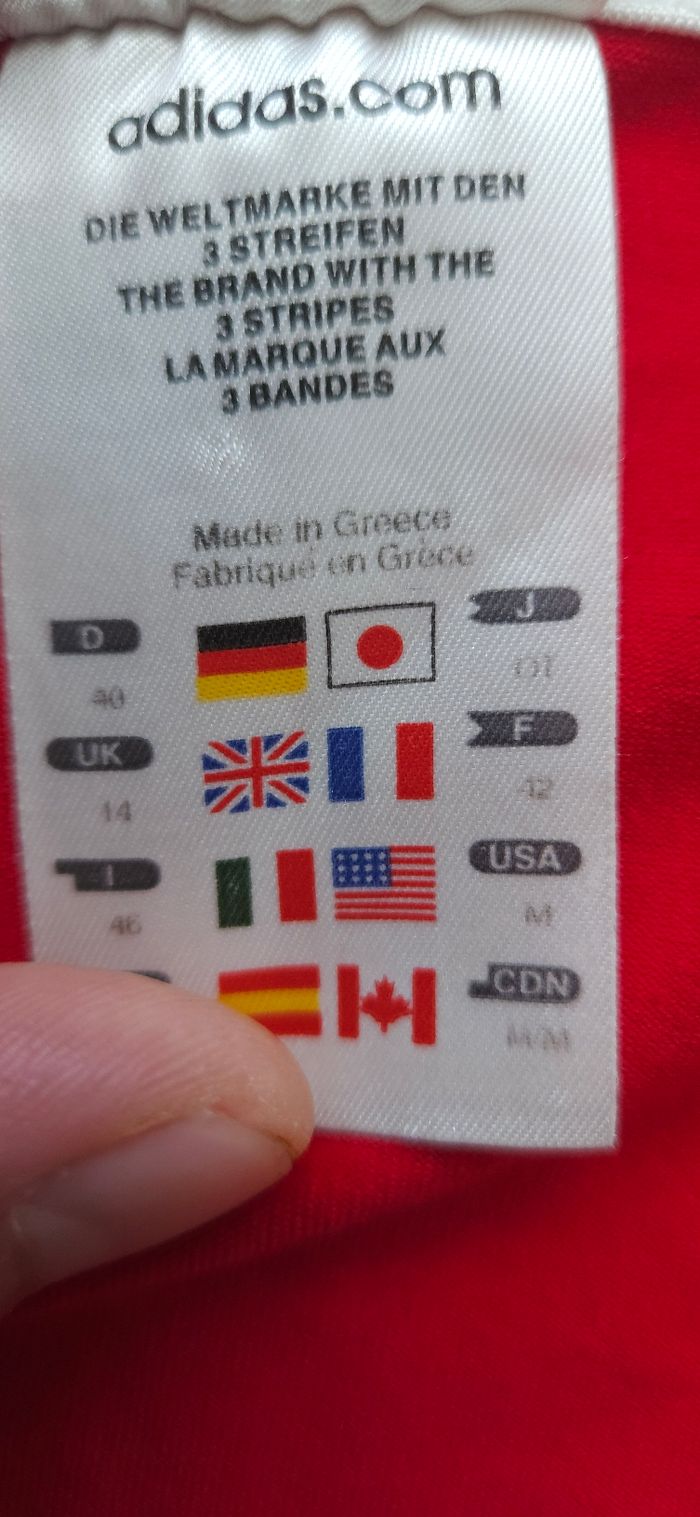 adidas.com
DIE WELTMARKE MIT DEN
3 STREIFEN
THE BRAND WITH THE
3 STRIPES
LA MARQUE AUX
3 BANDES
Made in Greece
Fabriqué en Grèce
D J
40 OT
UK F
14 42
I USA
46 M
CDN
M/M